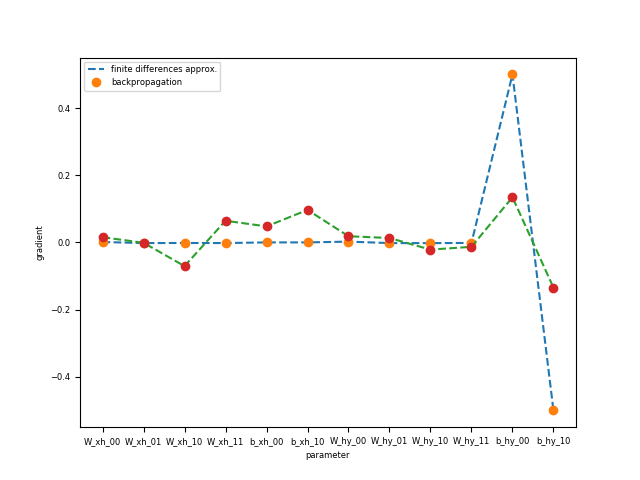 finite differences approx.
backpropagation
0.4
0.2
0.0
−0.2
−0.4
gradient
W_xh_00 W_xh_01 W_xh_10 W_xh_11 b_xh_00 b_xh_10 W_hy_00 W_hy_01 W_hy_10 W_hy_11 b_hy_00 b_hy_10
parameter